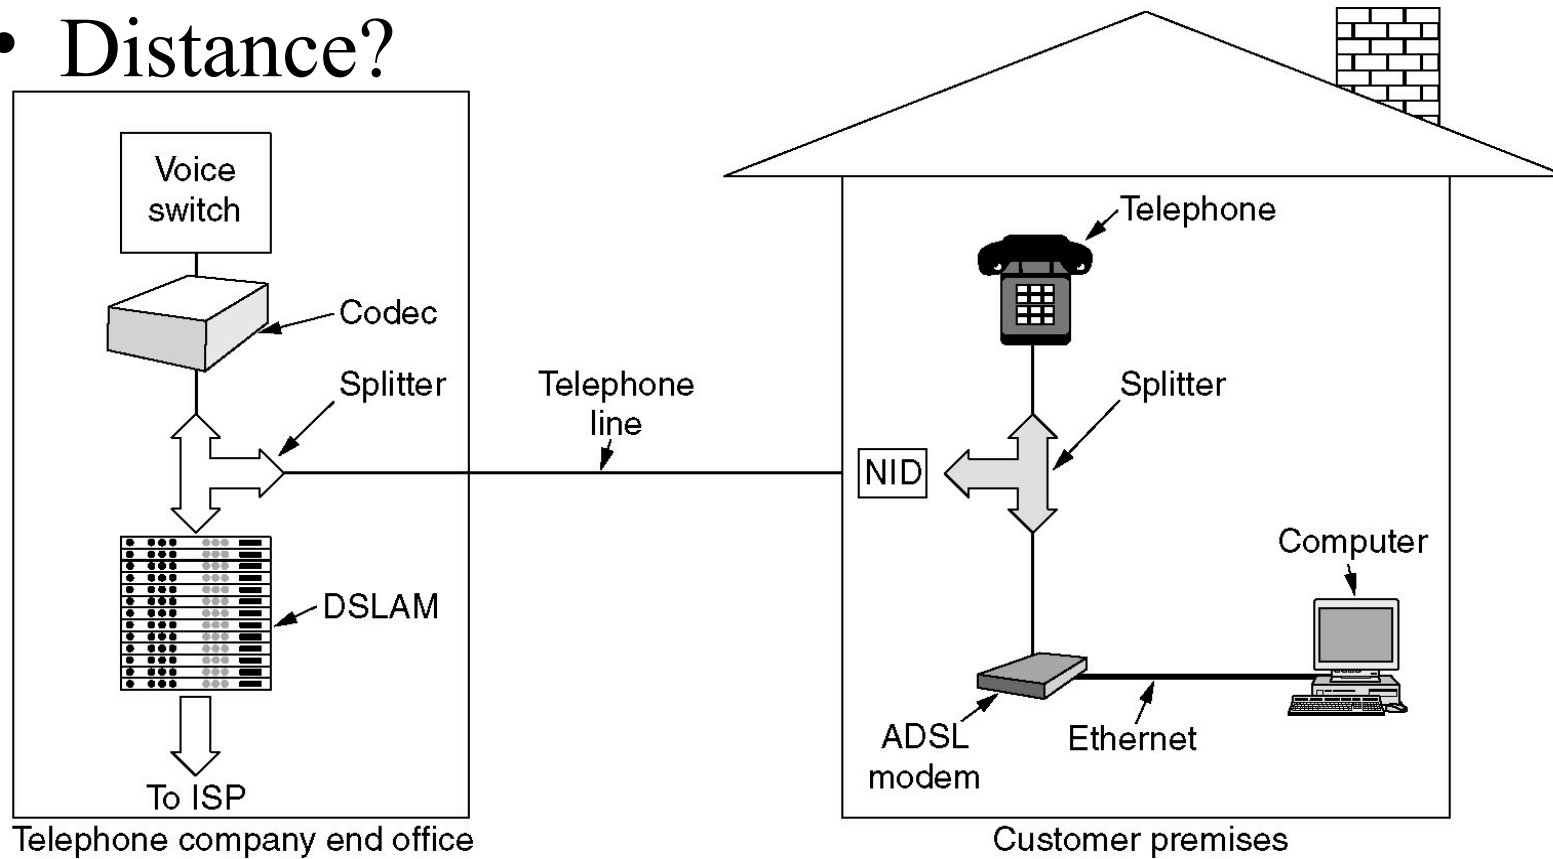 • Distance?
Voice
switch
Codec
Splitter
DSLAM
To ISP
Telephone company end office
Telephone
line
Telephone
Splitter
NID
Computer
ADSL
modem
Ethernet
Customer premises